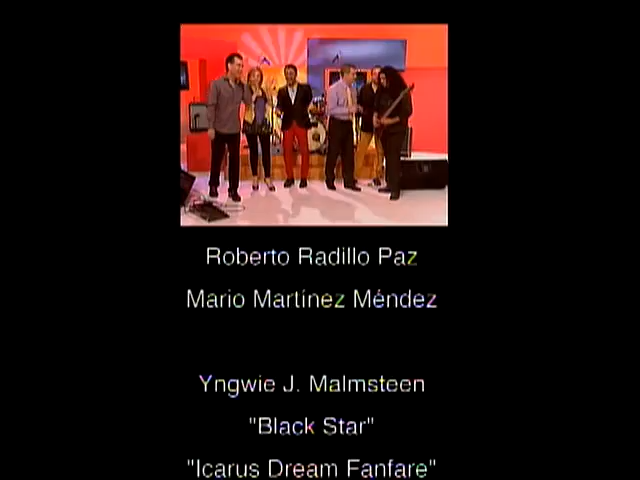 Roberto Radillo Paz
Mario Martínez Méndez
Yngwie J. Malmsteen
"Black Star"
"Icarus Dream Fanfare"